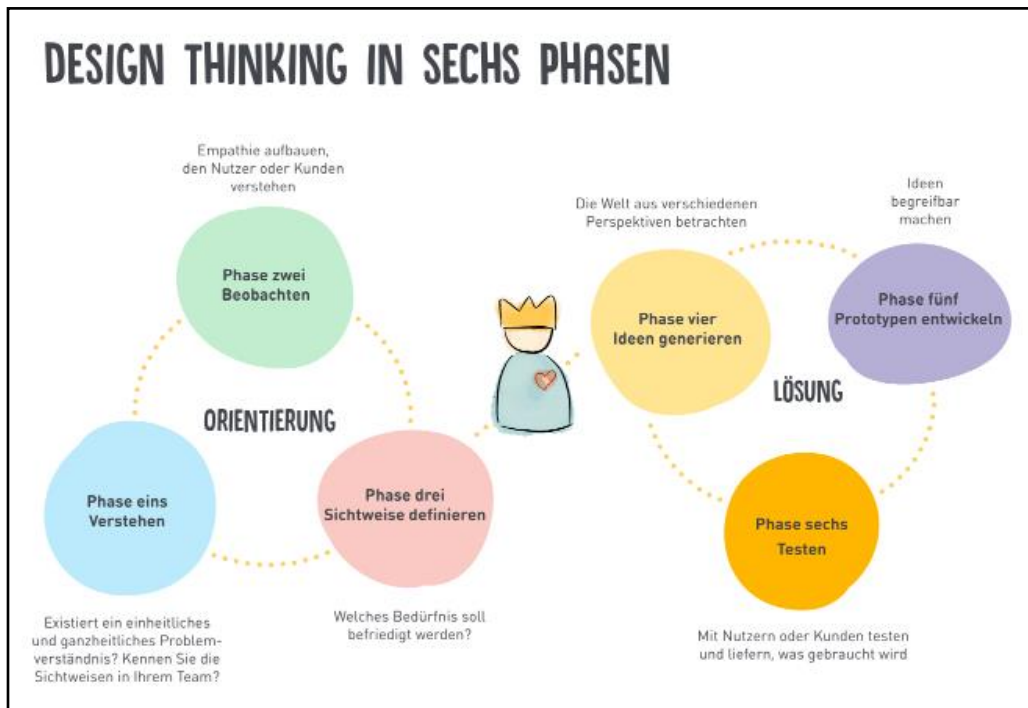 DESIGN THINKING IN SECHS PHASEN
Empathie aufbauen,
den Nutzer oder Kunden
verstehen
Phase zwei
Beobachten
ORIENTIERUNG
Phase eins
Verstehen
Existiert ein einheitliches
und ganzheitliches Problem-
verständnis? Kennen Sie die
Sichtweisen in Ihrem Team?
Phase drei
Sichtweise definieren
Welches Bedürfnis soll
befriedigt werden?
Die Welt aus verschiedenen
Perspektiven betrachten
Phase vier
Ideen generieren
Ideen
begreifbar
machen
Phase fünf
Prototypen entwickeln
LÖSUNG
Phase sechs
Testen
Mit Nutzern oder Kunden testen
und liefern, was gebraucht wird